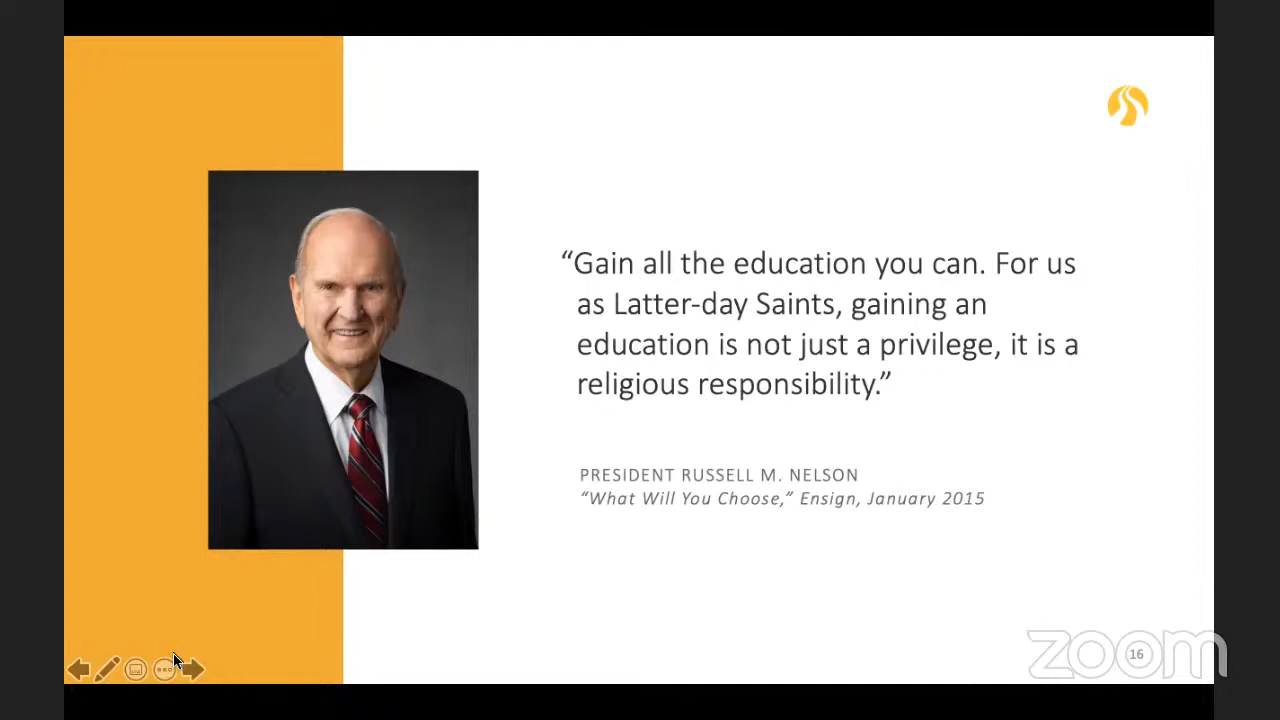 “Gain all the education you can. For us
as Latter-day Saints, gaining an
education is not just a privilege, it is a
religious responsibility.”
PRESIDENT RUSSELL M. NELSON
“What Will You Choose,” Ensign, January 2015
zoom
16